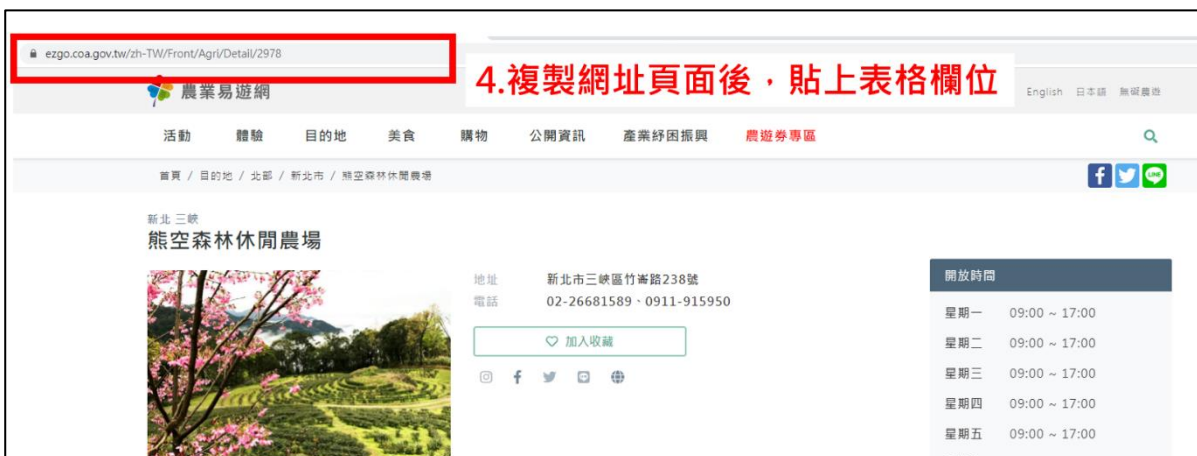 ezgo.coa.gov.tw/zh-TW/Front/Agri/Detail/2978
4.複製網址頁面後，貼上表格欄位
農業易遊網
English 日本語 無礙農遊
活動 體驗 目的地 美食 購物 公開資訊 產業紓困振興 農遊券專區
首頁 / 目的地 / 北部 / 新北市 / 熊空森林休閒農場
新北 三峽
熊空森林休閒農場
地址 新北市三峽區竹崙路238號
電話 02-26681589、0911-915950
加入收藏
開放時間
星期一 09:00 ~ 17:00
星期二 09:00 ~ 17:00
星期三 09:00 ~ 17:00
星期四 09:00 ~ 17:00
星期五 09:00 ~ 17:00